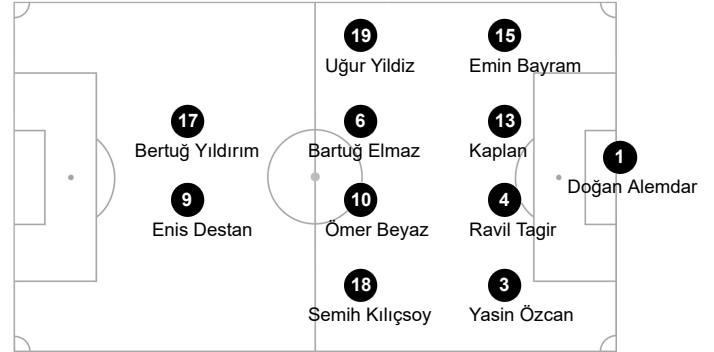 19
Uğur Yildiz
15
Emin Bayram
17
Bertuğ Yıldırım
6
Bartuğ Elmaz
13
Kaplan
1
Doğan Alemdar
9
Enis Destan
10
Ömer Beyaz
4
Ravil Tagir
18
Semih Kılıçsoy
3
Yasin Özcan